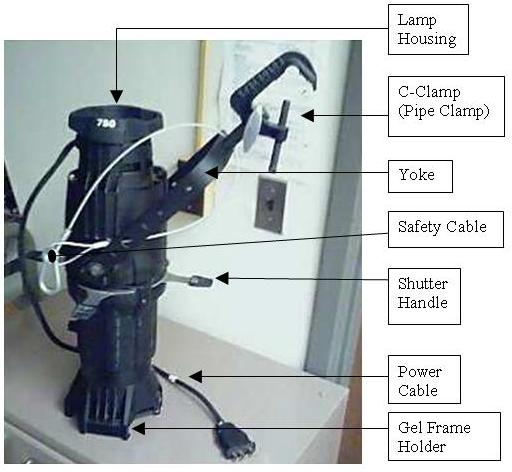 Lamp
Housing
C-Clamp
(Pipe Clamp)
750
Yoke
Safety Cable
Shutter
Handle
Power
Cable
Gel Frame
Holder